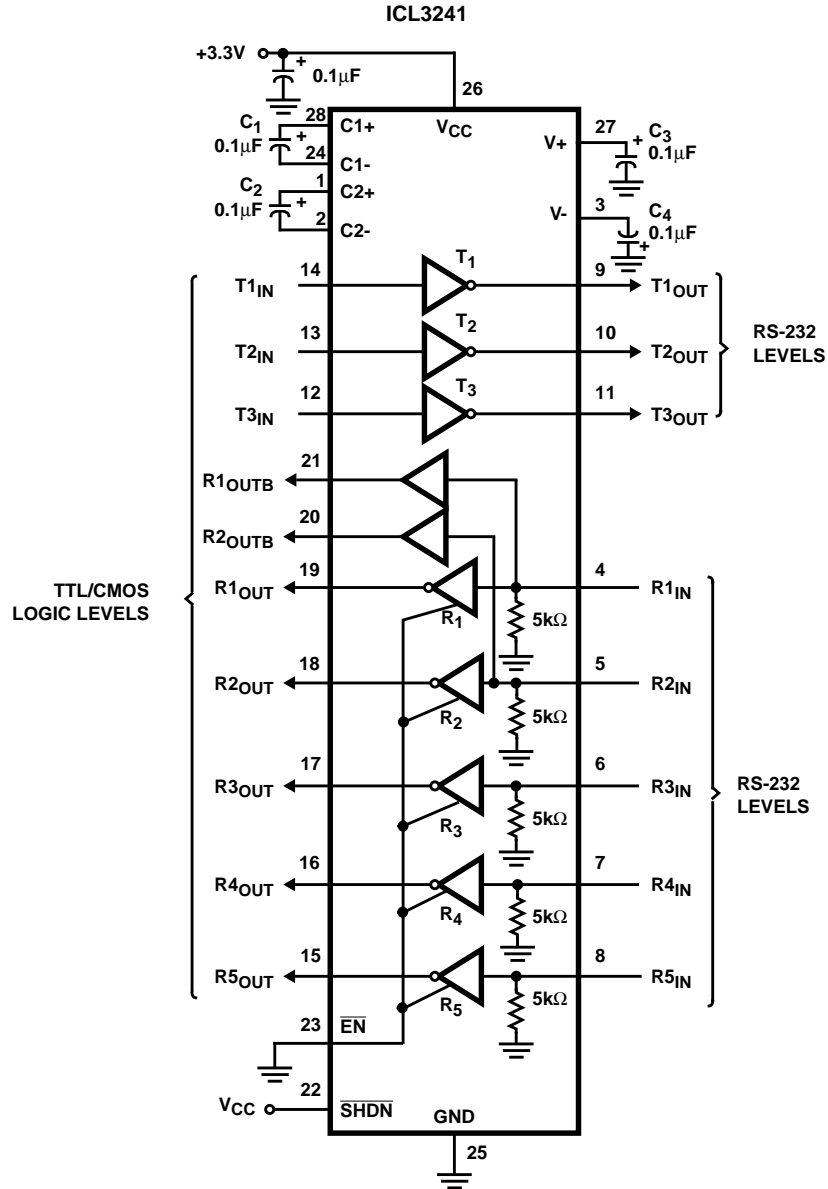 ICL3241
+3.3V
+
0.1µF
26
VCC
28
C1+
C1
0.1µF
+
24
C1-
1
C2+
C2
0.1µF
+
2
C2-
27
V+
+
C3
0.1µF
3
V-
C4
0.1µF
+
T1IN
14
T1
9
T1OUT
T2IN
13
T2
10
T2OUT
T3IN
12
T3
11
T3OUT
RS-232
LEVELS
R1OUTB
21
R2OUTB
20
TTL/CMOS
LOGIC LEVELS
R1OUT
19
R1
5kΩ
4
R1IN
R2OUT
18
R2
5kΩ
5
R2IN
R3OUT
17
R3
5kΩ
6
R3IN
RS-232
LEVELS
R4OUT
16
R4
5kΩ
7
R4IN
R5OUT
15
R5
5kΩ
8
R5IN
23
E̅N̅
VCC
22
S̅H̅D̅N̅
GND
25